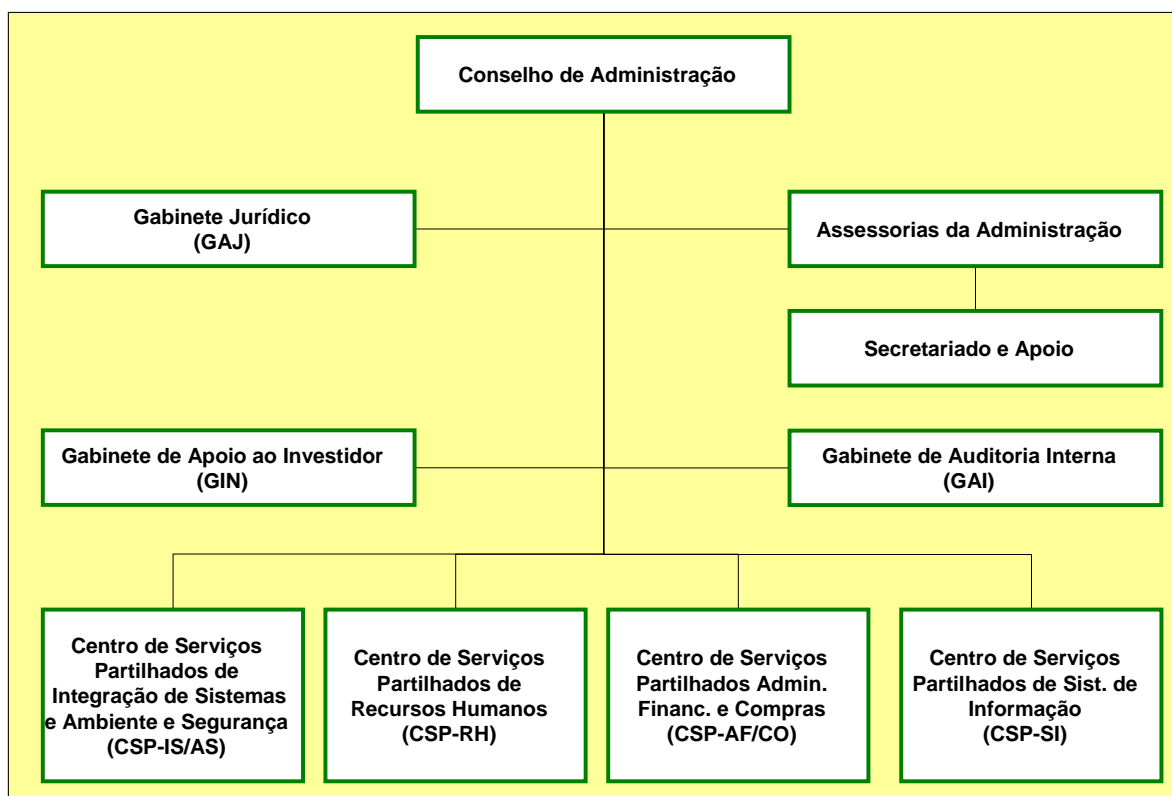 Conselho de Administração
Gabinete Jurídico
(GAJ)
Assessorias da Administração
Secretariado e Apoio
Gabinete de Apoio ao Investidor
(GIN)
Gabinete de Auditoria Interna
(GAI)
Centro de Serviços
Partilhados de
Integração de Sistemas
e Ambiente e Segurança
(CSP-IS/AS)
Centro de Serviços
Partilhados de
Recursos Humanos
(CSP-RH)
Centro de Serviços
Partilhados Admin.
Financ. e Compras
(CSP-AF/CO)
Centro de Serviços
Partilhados de Sist. de
Informação
(CSP-SI)